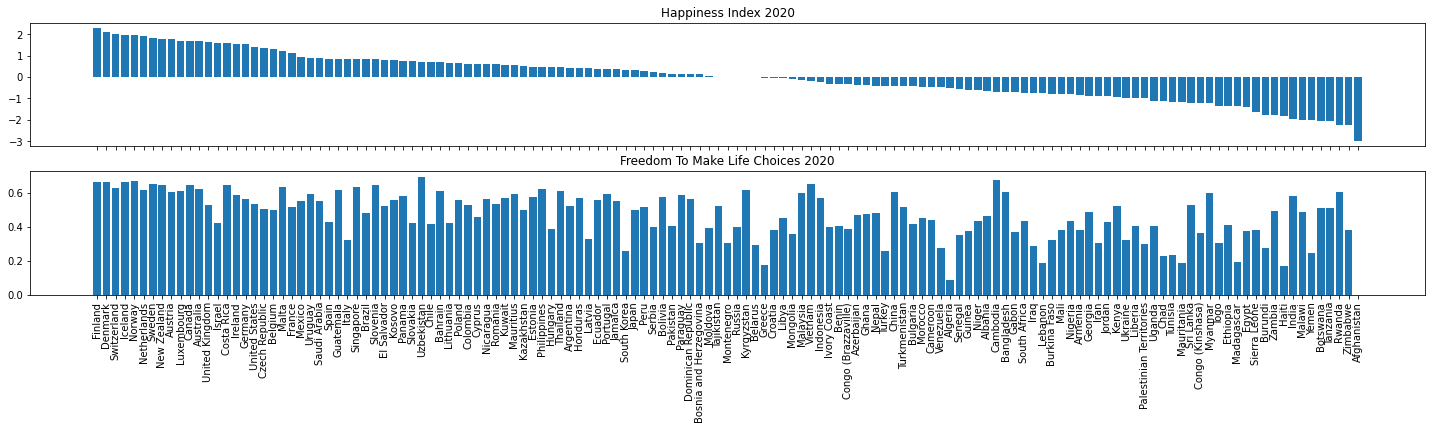 Happiness Index 2020
2
1
0
−1
−2
−3
Freedom To Make Life Choices 2020
0.6
0.4
0.2
0.0
Finland
Denmark
Switzerland
Iceland
Norway
Netherlands
Sweden
New Zealand
Austria
Luxembourg
Canada
Australia
United Kingdom
Israel
Costa Rica
Ireland
Germany
United States
Czech Republic
Belgium
Malta
France
Mexico
Uruguay
Saudi Arabia
Spain
Guatemala
Italy
Singapore
Brazil
Slovenia
El Salvador
Kosovo
Panama
Slovakia
Uzbekistan
Chile
Bahrain
Lithuania
Poland
Colombia
Cyprus
Nicaragua
Romania
Kuwait
Mauritius
Kazakhstan
Estonia
Philippines
Hungary
Thailand
Argentina
Honduras
Latvia
Ecuador
Portugal
Jamaica
South Korea
Japan
Peru
Serbia
Bolivia
Pakistan
Paraguay
Dominican Republic
Bosnia and Herzegovina
Moldova
Tajikistan
Montenegro
Russia
Kyrgyzstan
Belarus
Greece
Croatia
Libya
Mongolia
Malaysia
Vietnam
Indonesia
Ivory Coast
Benin
Congo (Brazzaville)
Azerbaijan
Ghana
Nepal
Turkey
China
Turkmenistan
Bulgaria
Morocco
Cameroon
Venezuela
Algeria
Senegal
Guinea
Niger
Albania
Cambodia
Bangladesh
Gabon
South Africa
Iraq
Lebanon
Burkina Faso
Mali
Nigeria
Armenia
Georgia
Iran
Jordan
Kenya
Ukraine
Liberia
Palestinian Territories
Uganda
Chad
Tunisia
Mauritania
Sri Lanka
Congo (Kinshasa)
Myanmar
Togo
Ethiopia
Madagascar
Egypt
Sierra Leone
Burundi
Zambia
Haiti
India
Malawi
Yemen
Botswana
Tanzania
Rwanda
Zimbabwe
Afghanistan